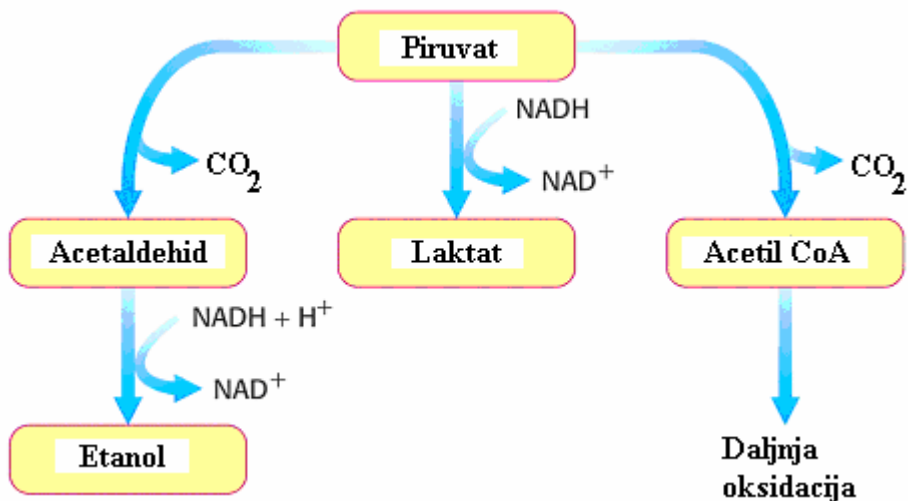 Piruvat
NADH
CO2
NAD+
CO2
Acetaldehid
Laktat
Acetil CoA
NADH + H+
NAD+
Etanol
Daljnja
oksidacija